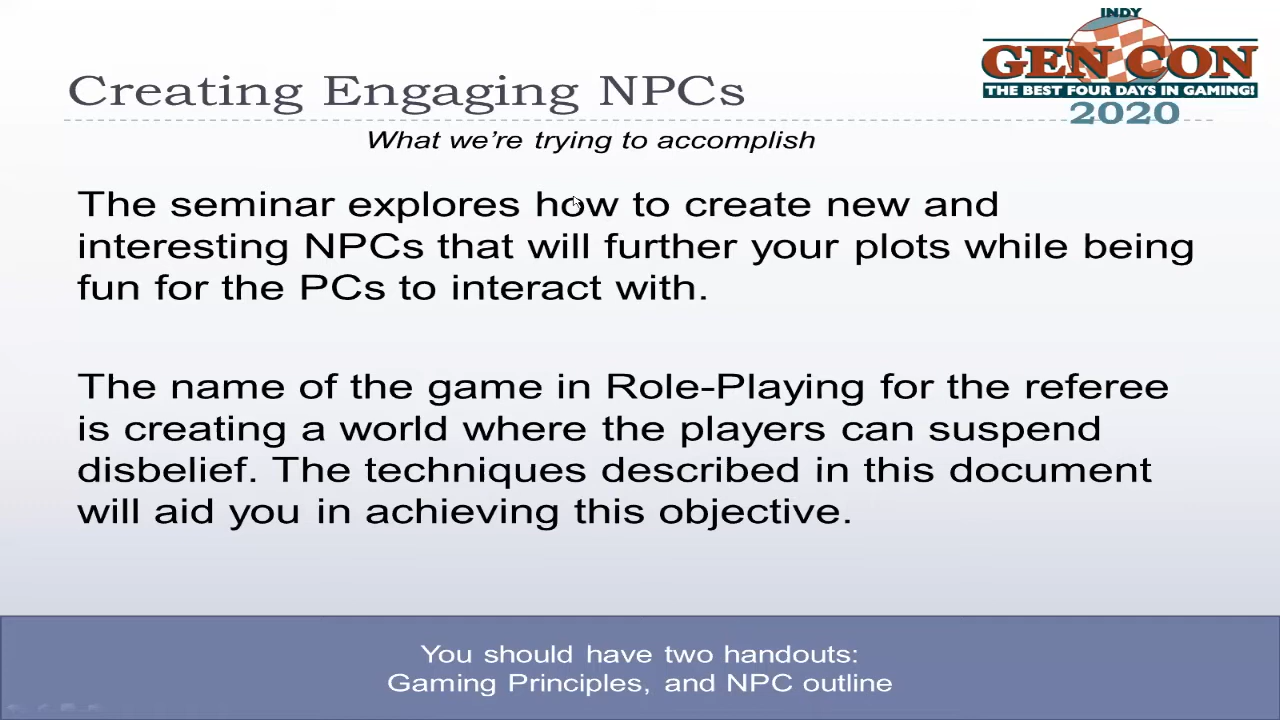 INDY
GEN CON
THE BEST FOUR DAYS IN GAMING!
2020
Creating Engaging NPCs
What we're trying to accomplish
The seminar explores how to create new and
interesting NPCs that will further your plots while being
fun for the PCs to interact with.
The name of the game in Role-Playing for the referee
is creating a world where the players can suspend
disbelief. The techniques described in this document
will aid you in achieving this objective.
You should have two handouts:
Gaming Principles, and NPC outline